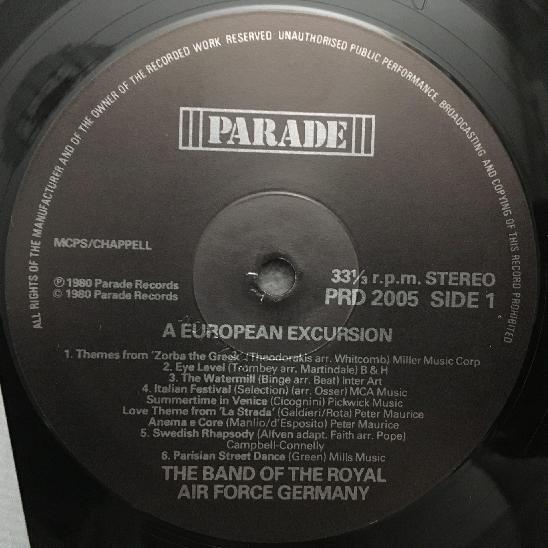 ALL RIGHTS OF THE MANUFACTURER AND OF THE OWNER OF THE RECORDED WORK RESERVED UNAUTHORISED PUBLIC PERFORMANCE, BROADCASTING AND COPYING OF THIS RECORD PROHIBITED
PARADE
MCPS/CHAPPELL
℗ 1980 Parade Records
© 1980 Parade Records
33⅓ r.p.m. STEREO
PRD 2005 SIDE 1
A EUROPEAN EXCURSION
1. Themes from 'Zorba the Greek' (Theodorakis arr. Whitcomb) Miller Music Corp
2. Eye Level (Trombey arr. Martindale) B & H
3. The Watermill (Binge arr. Beat) Inter Art
4. Italian Festival (Selection) (arr. Osser) MCA Music
Summertime in Venice (Cicognini) Pickwick Music
Love Theme from 'La Strada' (Galdieri/Rota) Peter Maurice
Anema e Core (Manlio/d'Esposito) Peter Maurice
5. Swedish Rhapsody (Alfven adapt. Faith arr. Pope)
Campbell-Connelly
6. Parisian Street Dance (Green) Mills Music
THE BAND OF THE ROYAL
AIR FORCE GERMANY